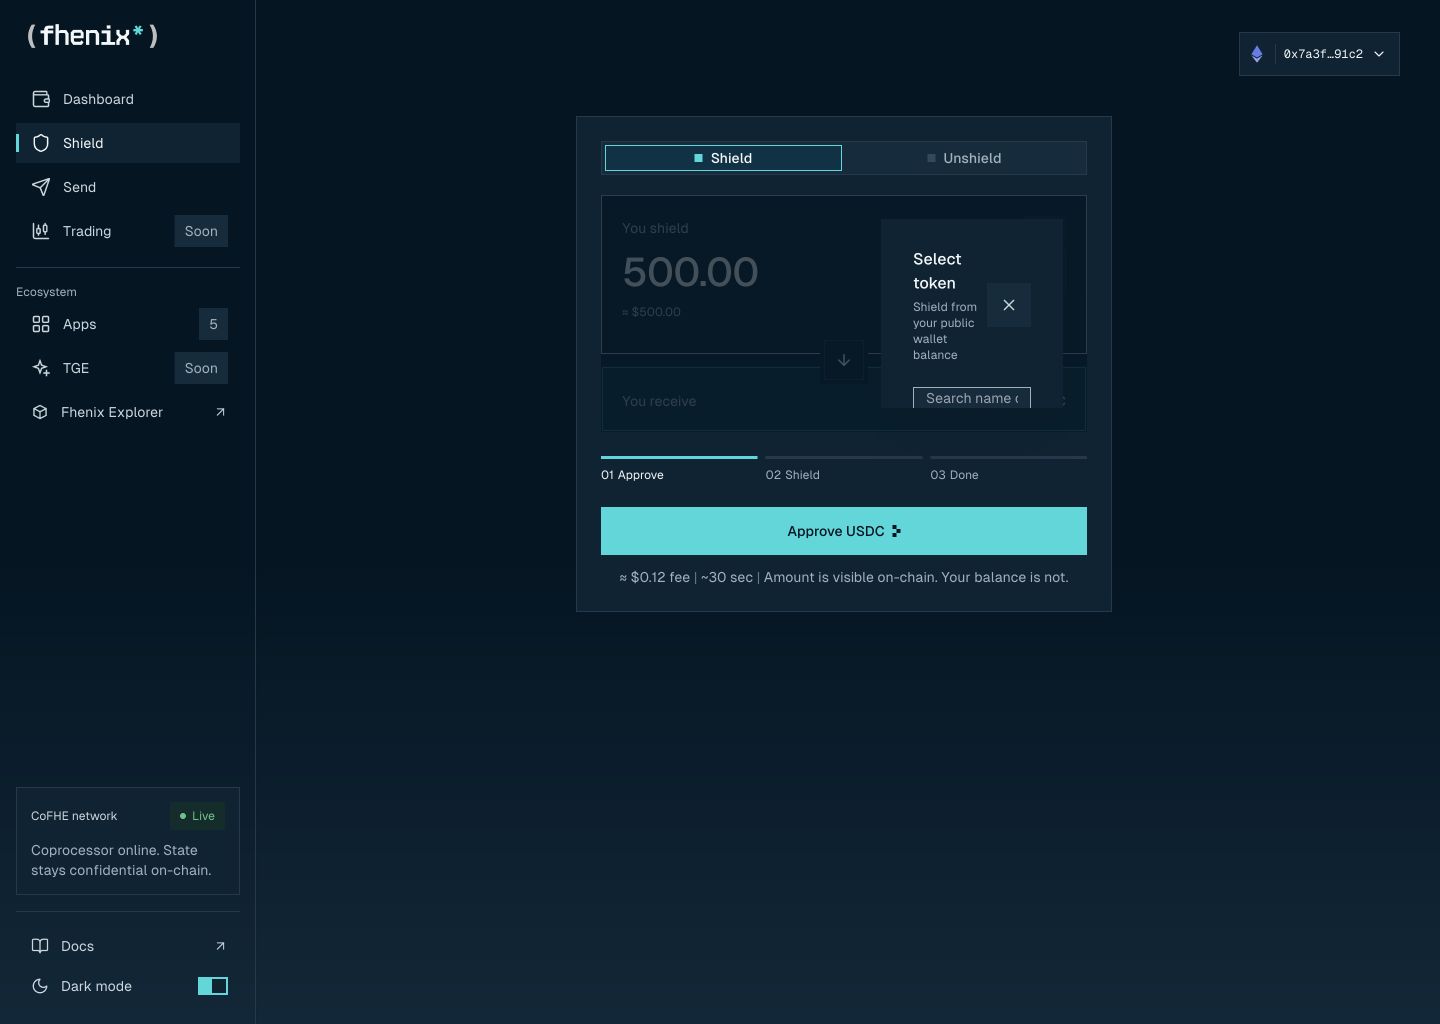 (fhenix*)
0x7a3f…91c2
Dashboard
Shield
Send
Trading
Soon
Ecosystem
Apps
5
TGE
Soon
Fhenix Explorer
CoFHE network
Live
Coprocessor online. State
stays confidential on-chain.
Docs
Dark mode
Shield
Unshield
You shield
500.00
≈ $500.00
Select
token
Shield from
your public
wallet
balance
Search name
You receive
01 Approve
02 Shield
03 Done
Approve USDC
≈ $0.12 fee | ~30 sec | Amount is visible on-chain. Your balance is not.